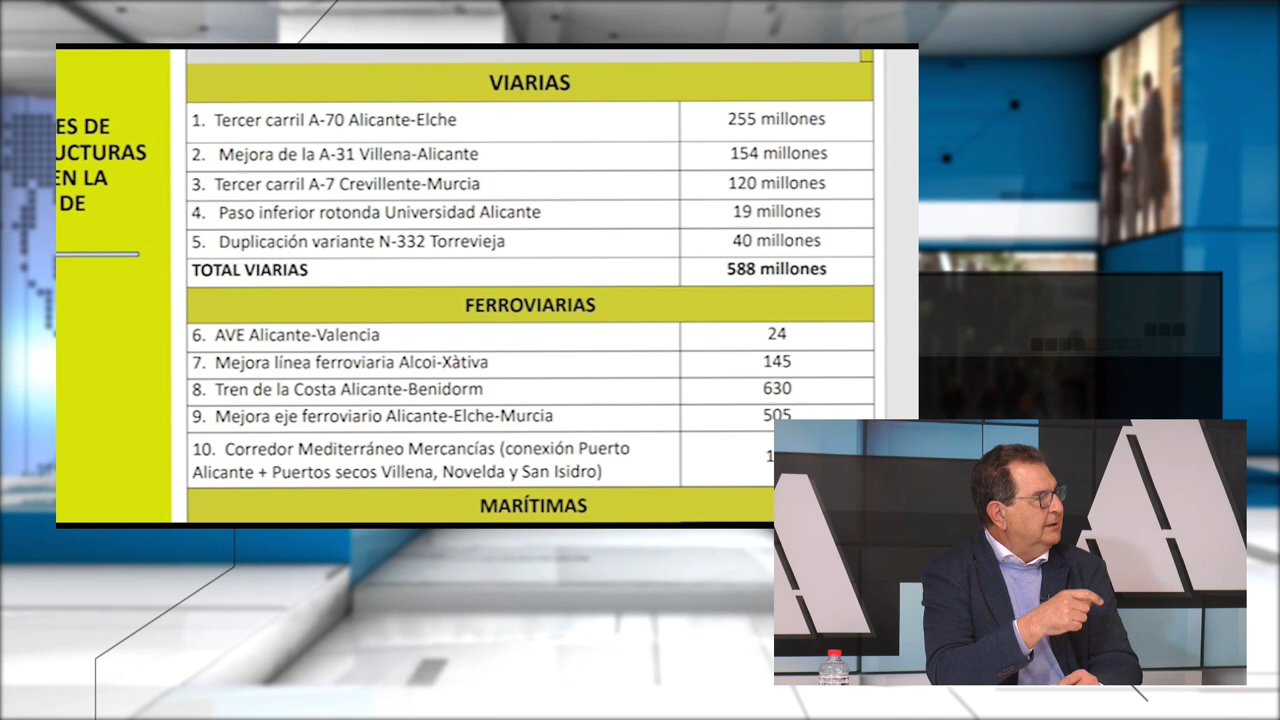 ES DE
UCTURAS
EN LA
DE
VIARIAS
1. Tercer carril A-70 Alicante-Elche 255 millones
2. Mejora de la A-31 Villena-Alicante 154 millones
3. Tercer carril A-7 Crevillente-Murcia 120 millones
4. Paso inferior rotonda Universidad Alicante 19 millones
5. Duplicación variante N-332 Torrevieja 40 millones
TOTAL VIARIAS 588 millones
FERROVIARIAS
6. AVE Alicante-Valencia 24
7. Mejora línea ferroviaria Alcoi-Xàtiva 145
8. Tren de la Costa Alicante-Benidorm 630
9. Mejora eje ferroviario Alicante-Elche-Murcia 505
10. Corredor Mediterráneo Mercancías (conexión Puerto
Alicante + Puertos secos Villena, Novelda y San Isidro)
MARÍTIMAS